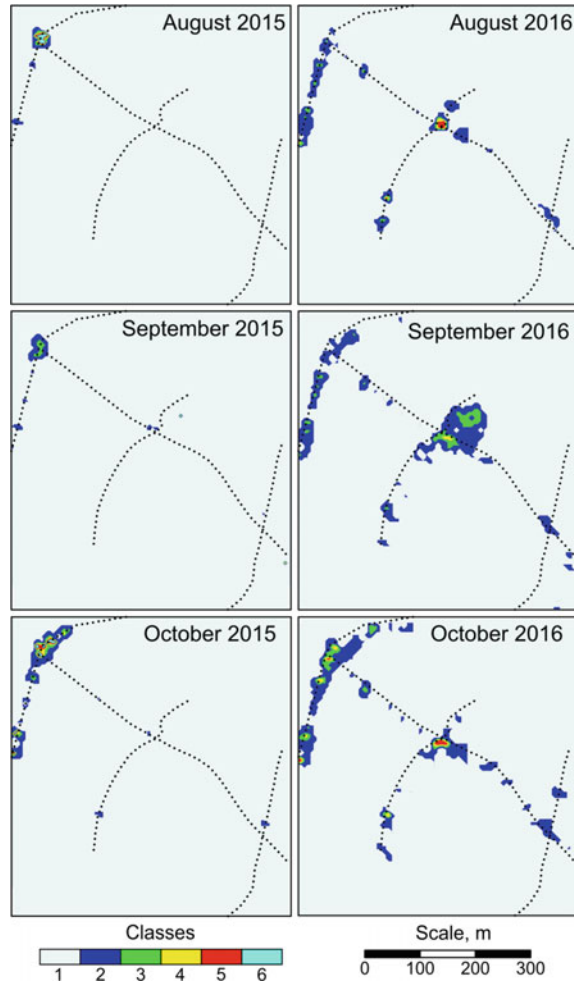 August 2015
August 2016
September 2015
September 2016
October 2015
October 2016
Classes
Scale, m
1 2 3 4 5 6
0 100 200 300